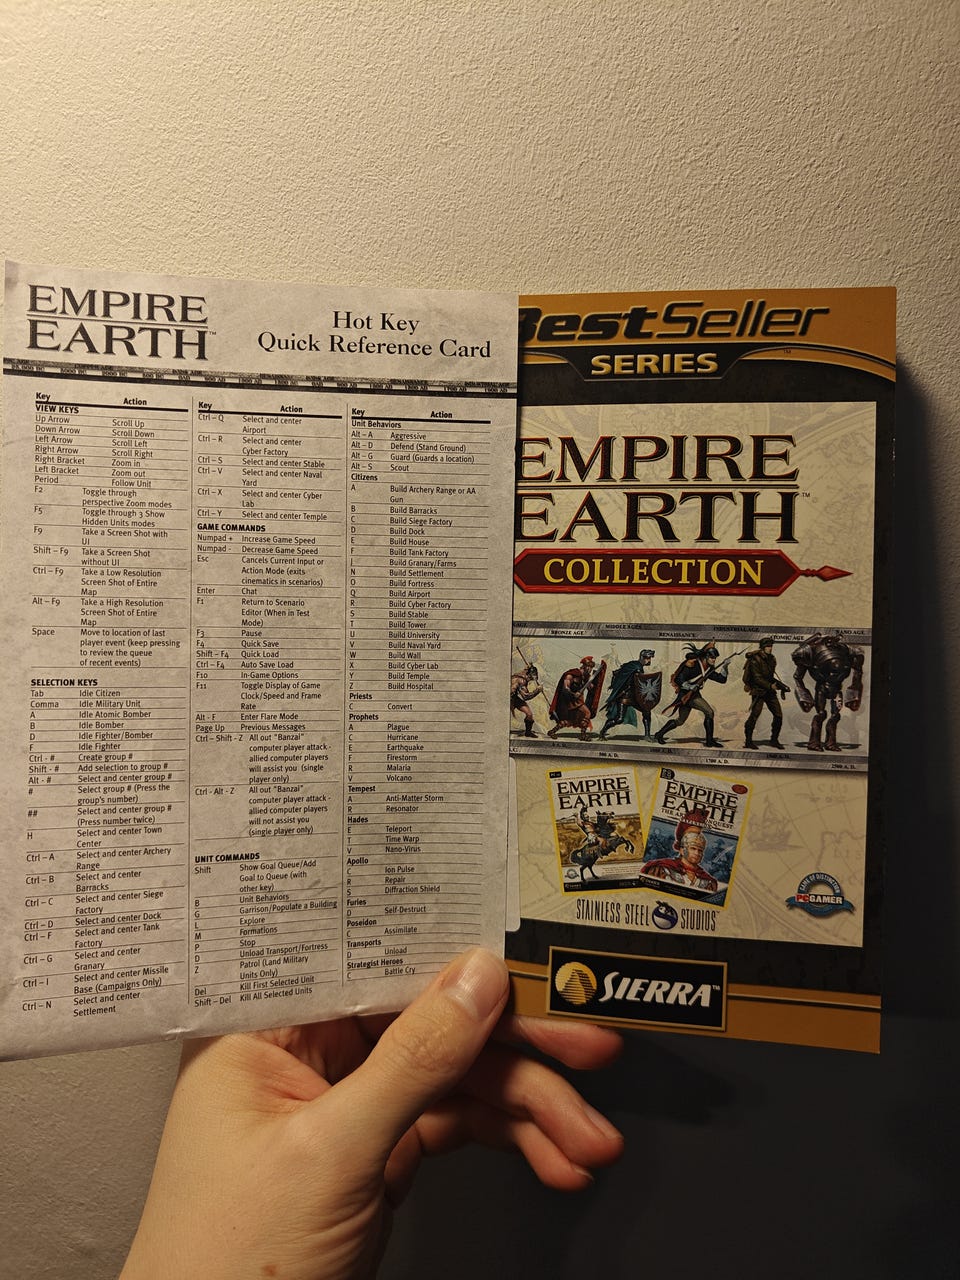 EMPIRE
EARTH™
Hot Key
Quick Reference Card
Key Action
VIEW KEYS
Up Arrow Scroll Up
Down Arrow Scroll Down
Left Arrow Scroll Left
Right Arrow Scroll Right
Right Bracket Zoom in
Left Bracket Zoom out
Period Follow Unit
F2 Toggle through
perspective Zoom modes
F5 Toggle through 3 Show
Hidden Units modes
F9 Take a Screen Shot with
UI
Shift – F9 Take a Screen Shot
without UI
Ctrl – F9 Take a Low Resolution
Screen Shot of Entire
Map
Alt – F9 Take a High Resolution
Screen Shot of Entire
Map
Space Move to location of last
player event (keep pressing
to review the queue
of recent events)
SELECTION KEYS
Tab Idle Citizen
Comma Idle Military Unit
A Idle Atomic Bomber
B Idle Bomber
D Idle Fighter/Bomber
F Idle Fighter
Ctrl - # Create group #
Shift - # Add selection to group #
Alt - # Select and center group #
# Select group # (Press the
group's number)
## Select and center group #
(Press number twice)
H Select and center Town
Center
Ctrl – A Select and center Archery
Range
Ctrl – B Select and center
Barracks
Ctrl – C Select and center Siege
Factory
Ctrl – D Select and center Dock
Ctrl – F Select and center Tank
Factory
Ctrl – G Select and center
Granary
Ctrl – I Select and center Missile
Base (Campaigns Only)
Ctrl – N Select and center
Settlement
Key Action
Ctrl – Q Select and center
Airport
Ctrl – R Select and center
Cyber Factory
Ctrl – S Select and center Stable
Ctrl – V Select and center Naval
Yard
Ctrl – X Select and center Cyber
Lab
Ctrl – Y Select and center Temple
GAME COMMANDS
Numpad + Increase Game Speed
Numpad - Decrease Game Speed
Esc Cancels Current Input or
Action Mode (exits
cinematics in scenarios)
Enter Chat
F1 Return to Scenario
Editor (When in Test
Mode)
F3 Pause
F4 Quick Save
Shift – F4 Quick Load
Ctrl – F4 Auto Save Load
F10 In-Game Options
F11 Toggle Display of Game
Clock/Speed and Frame
Rate
Alt - F Enter Flare Mode
Page Up Previous Messages
Ctrl – Shift - Z All out "Banzai"
computer player attack -
allied computer players
will assist you (single
player only)
Ctrl - Alt - Z All out "Banzai"
computer player attack -
allied computer players
will not assist you
(single player only)
UNIT COMMANDS
Shift Show Goal Queue/Add
Goal to Queue (with
other key)
B Unit Behaviors
G Garrison/Populate a Building
L Explore
M Formations
P Stop
D Unload Transport/Fortress
Z Patrol (Land Military
Units Only)
Del Kill First Selected Unit
Shift – Del Kill All Selected Units
Key Action
Unit Behaviors
Alt – A Aggressive
Alt – D Defend (Stand Ground)
Alt – G Guard (Guards a location)
Alt – S Scout
Citizens
A Build Archery Range or AA
Gun
B Build Barracks
C Build Siege Factory
D Build Dock
E Build House
F Build Tank Factory
J Build Granary/Farms
N Build Settlement
O Build Fortress
Q Build Airport
R Build Cyber Factory
S Build Stable
T Build Tower
U Build University
V Build Naval Yard
W Build Wall
X Build Cyber Lab
Y Build Temple
Z Build Hospital
Priests
C Convert
Prophets
A Plague
C Hurricane
E Earthquake
F Firestorm
R Malaria
V Volcano
Tempest
A Anti-Matter Storm
R Resonator
Hades
E Teleport
T Time Warp
V Nano-Virus
Apollo
C Ion Pulse
R Repair
S Diffraction Shield
Furies
D Self-Destruct
Poseidon
C Assimilate
Transports
D Unload
Strategist Heroes
C Battle Cry
BestSeller
SERIES™
EMPIRE
EARTH™
COLLECTION
BRONZE AGE
MIDDLE AGES
RENAISSANCE
INDUSTRIAL AGE
ATOMIC AGE
NANO AGE
500 A.D.
1700 A.D.
2500 A.D.
EMPIRE
EARTH
EMPIRE
EARTH
STAINLESS STEEL STUDIOS™
PC GAMER
SIERRA™